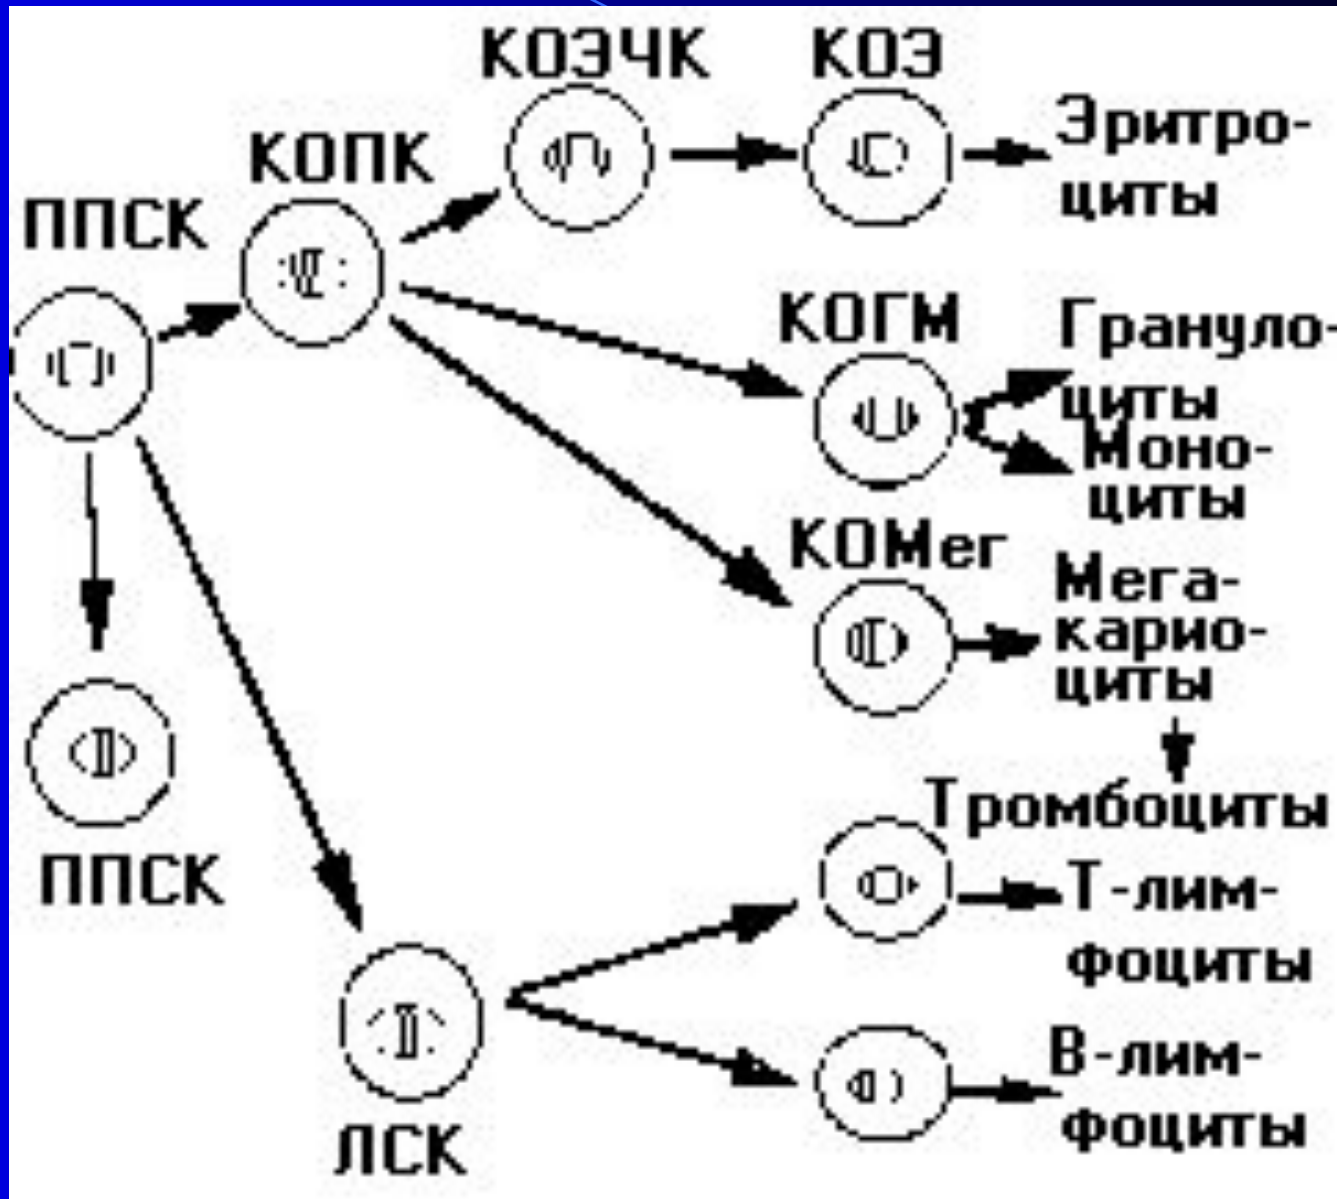 КОЭЧК
КОЭ
Эритро-
циты
КОПК
ППСК
КОГМ
Грануло-
циты
Моно-
циты
КОМег
Мега-
карио-
циты
Тромбоциты
ППСК
Т-лим-
фоциты
В-лим-
фоциты
ЛСК